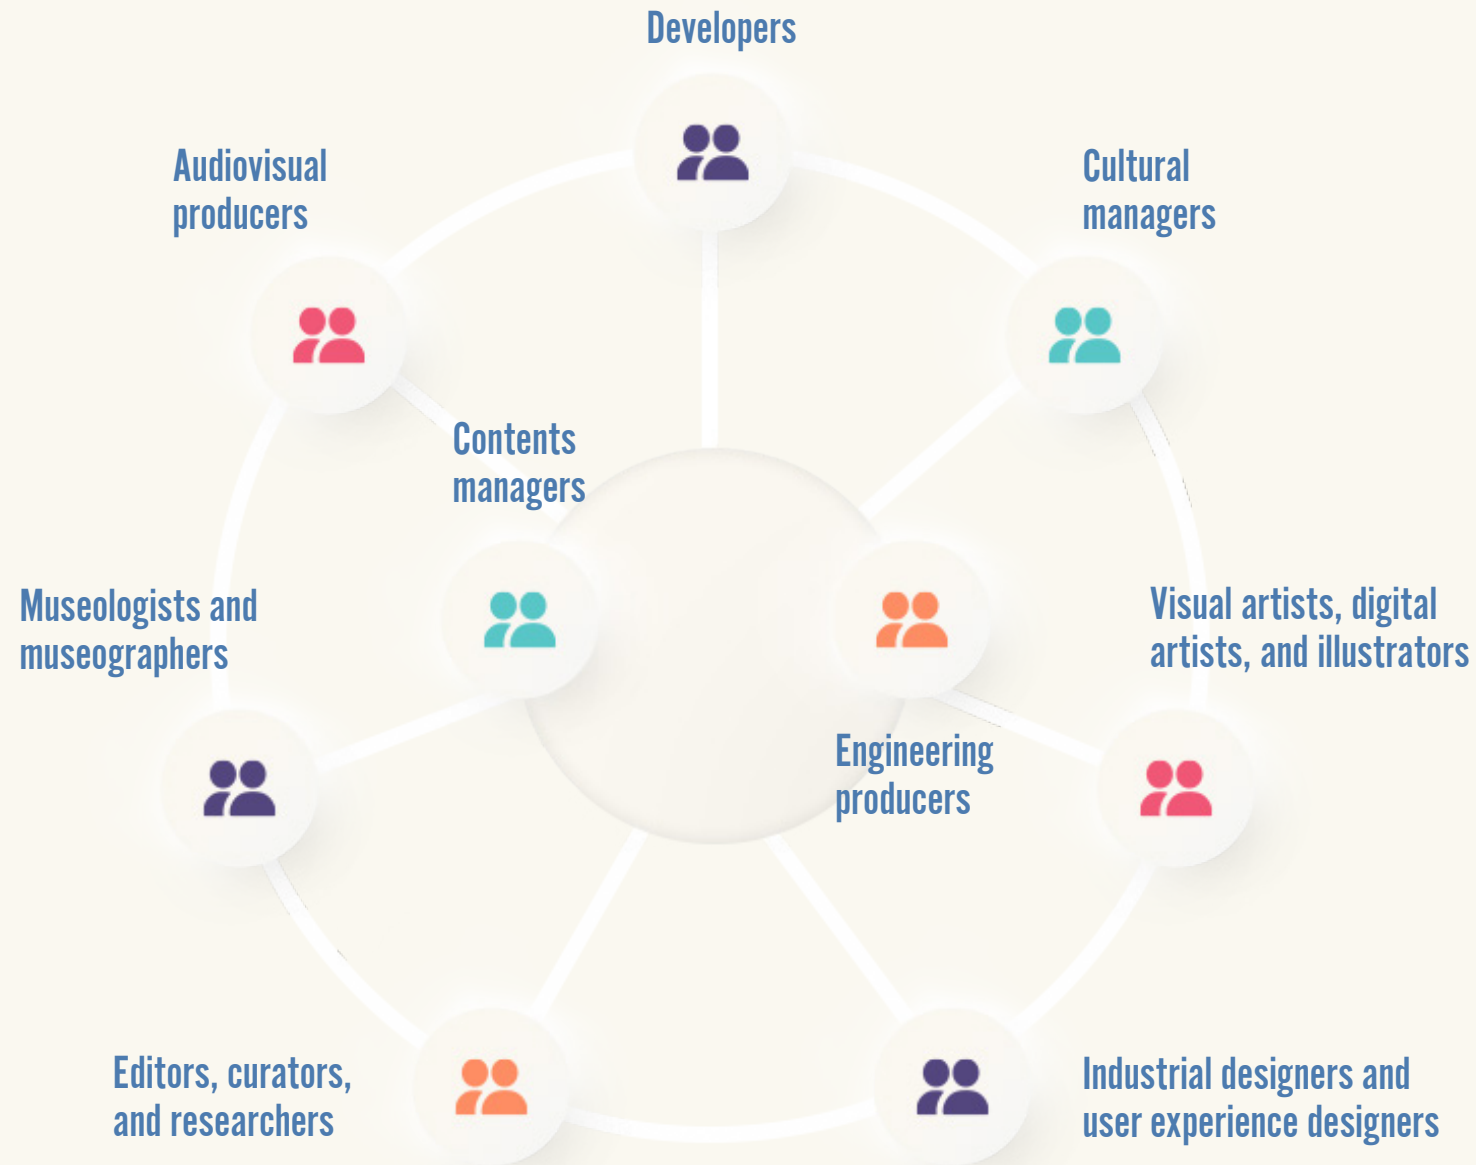 Developers
Audiovisual
producers
Cultural
managers
Contents
managers
Museologists and
museographers
Visual artists, digital
artists, and illustrators
Engineering
producers
Editors, curators,
and researchers
Industrial designers and
user experience designers